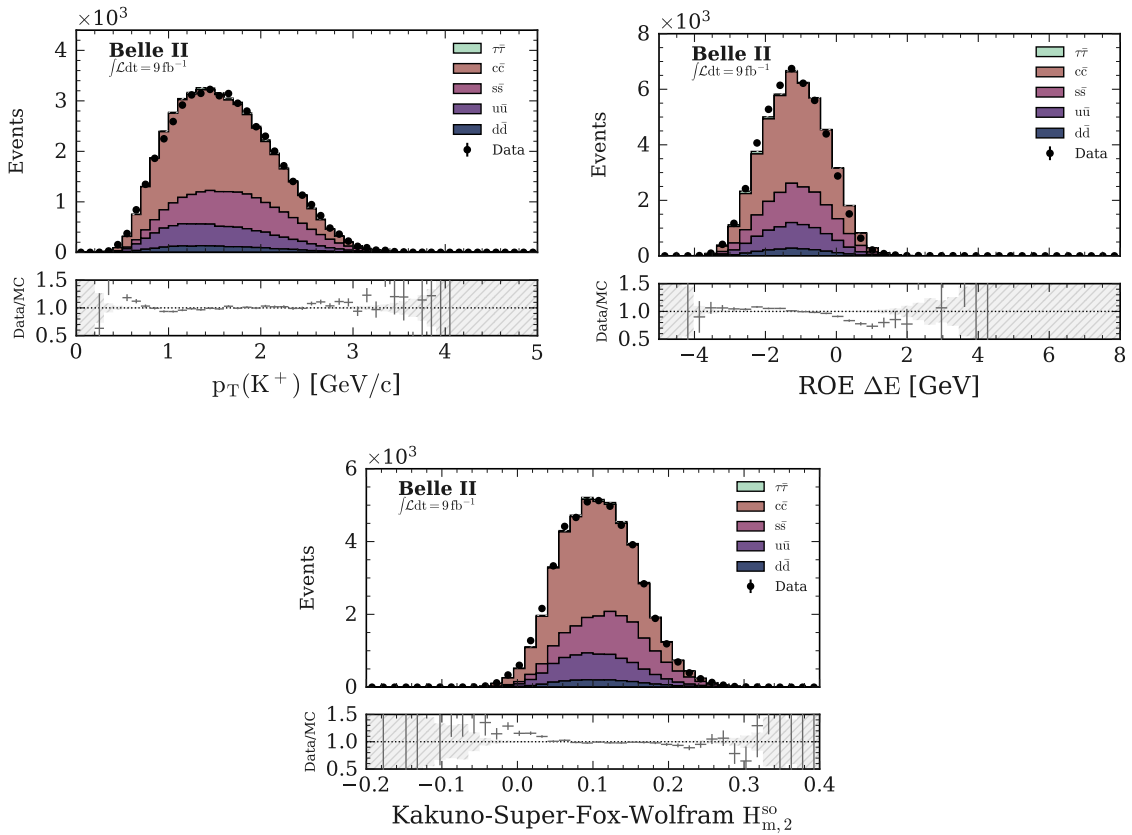 ×10³
4
3
2
1
0
Events
Belle II
∫ℒdt = 9 fb⁻¹
ττ̄
cc̄
ss̄
uū
dd̄
Data
1.5
1.0
0.5
Data/MC
0 1 2 3 4 5
p_T(K⁺) [GeV/c]
×10³
8
6
4
2
0
Events
Belle II
∫ℒdt = 9 fb⁻¹
ττ̄
cc̄
ss̄
uū
dd̄
Data
1.5
1.0
0.5
Data/MC
−4 −2 0 2 4 6 8
ROE ΔE [GeV]
×10³
6
4
2
0
Events
Belle II
∫ℒdt = 9 fb⁻¹
ττ̄
cc̄
ss̄
uū
dd̄
Data
1.5
1.0
0.5
Data/MC
−0.2 −0.1 0.0 0.1 0.2 0.3 0.4
Kakuno-Super-Fox-Wolfram H^{so}_{m,2}